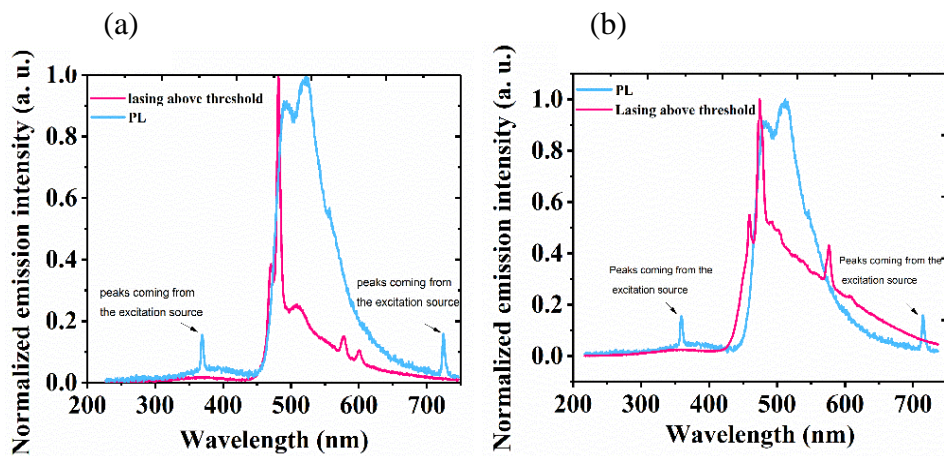 (a)
(b)
Normalized emission intensity (a. u.)
1.0
0.8
0.6
0.4
0.2
0.0
lasing above threshold
PL
peaks coming from
the excitation source
peaks coming from
the excitation source
200 300 400 500 600 700
Wavelength (nm)
Normalized emission intensity (a. u.)
1.0
0.8
0.6
0.4
0.2
0.0
PL
Lasing above threshold
Peaks coming from the
excitation source
Peaks coming from the
excitation source
200 300 400 500 600 700
Wavelength (nm)